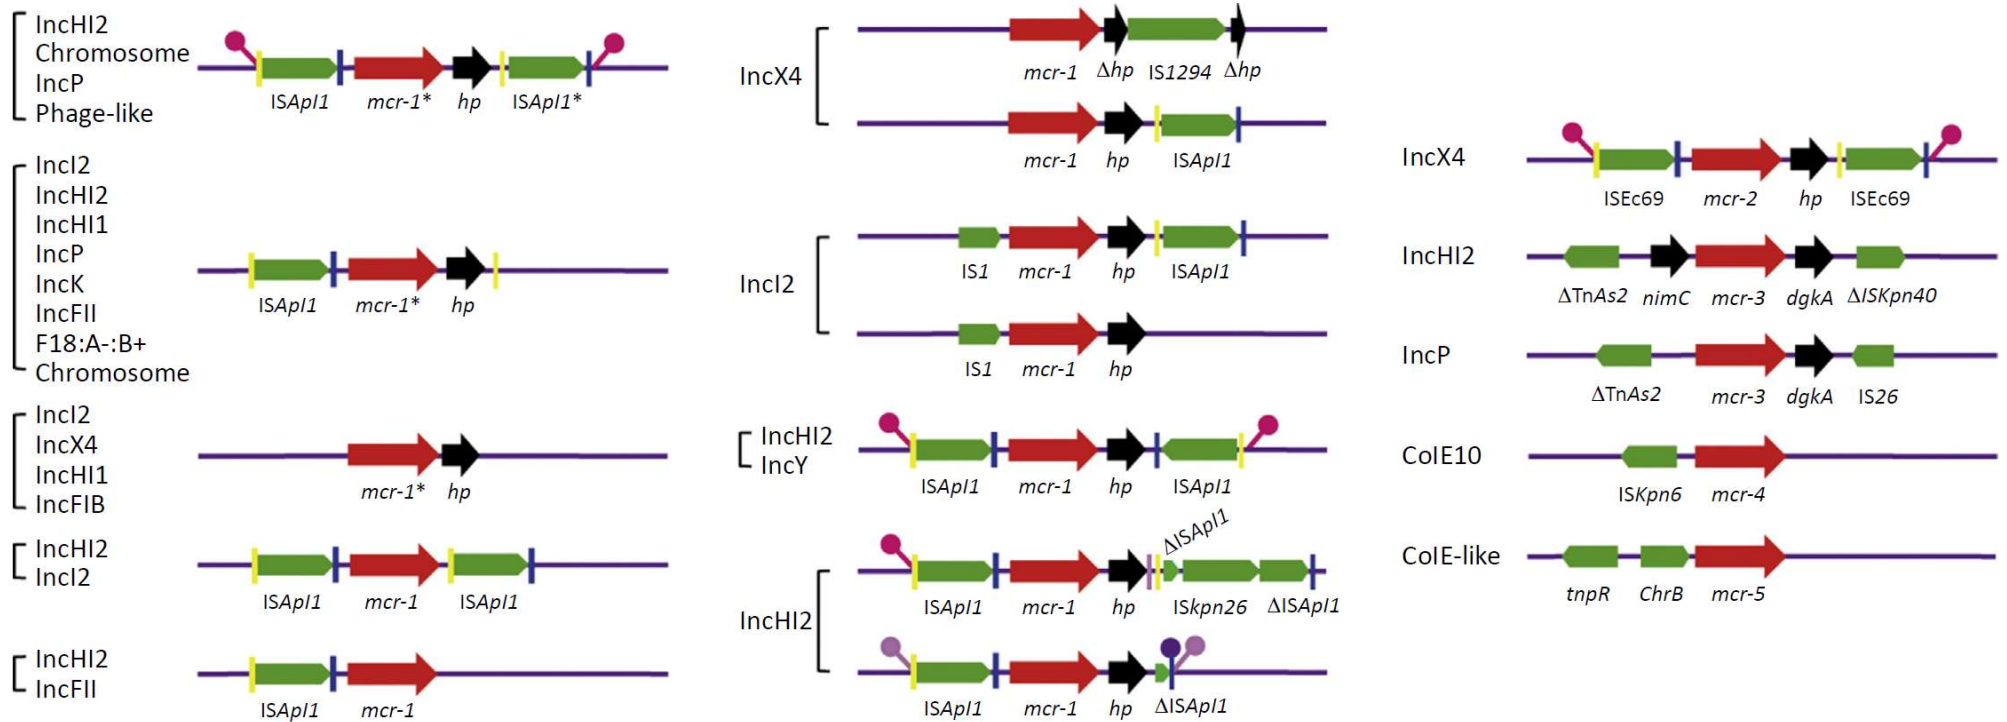 IncHI2
Chromosome
IncP
Phage-like
ISApl1 mcr-1* hp ISApl1*
IncI2
IncHI2
IncHI1
IncP
IncK
IncFII
F18:A-:B+
Chromosome
ISApl1 mcr-1* hp
IncI2
IncX4
IncHI1
IncFIB
mcr-1* hp
IncHI2
IncI2
ISApl1 mcr-1 ISApl1
IncHI2
IncFII
ISApl1 mcr-1
IncX4
mcr-1 Δhp IS1294 Δhp
mcr-1 hp ISApl1
IncI2
IS1 mcr-1 hp ISApl1
IS1 mcr-1 hp
IncHI2
IncY
ISApl1 mcr-1 hp ISApl1
IncHI2
ΔISApl1
ISApl1 mcr-1 hp ISkpn26 ΔISApl1
ISApl1 mcr-1 hp ΔISApl1
IncX4
ISEc69 mcr-2 hp ISEc69
IncHI2
ΔTnAs2 nimC mcr-3 dgkA ΔISKpn40
IncP
ΔTnAs2 mcr-3 dgkA IS26
ColE10
ISKpn6 mcr-4
ColE-like
tnpR ChrB mcr-5